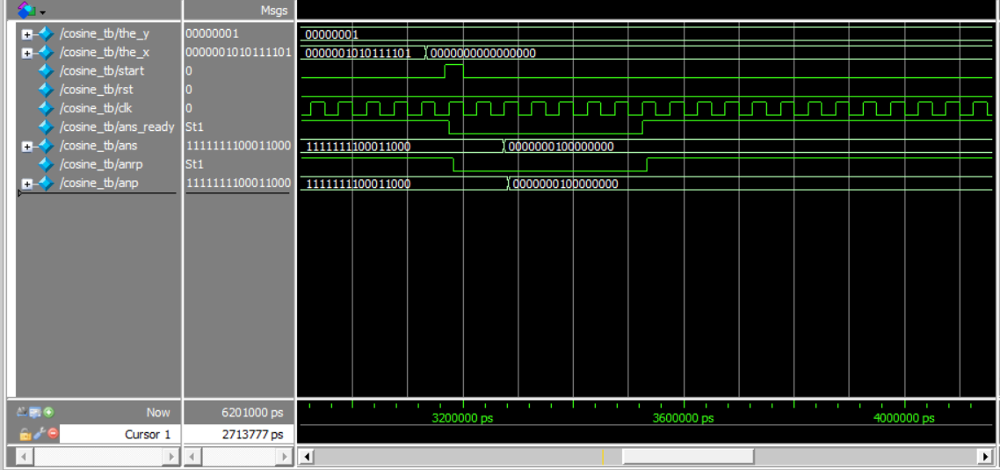 Msgs
/cosine_tb/the_y 00000001 00000001
/cosine_tb/the_x 0000001010111101 0000001010111101 0000000000000000
/cosine_tb/start 0
/cosine_tb/rst 0
/cosine_tb/clk 0
/cosine_tb/ans_ready St1
/cosine_tb/ans 1111111100011000 1111111100011000 0000000100000000
/cosine_tb/anrp St1
/cosine_tb/anp 1111111100011000 1111111100011000 0000000100000000
Now 6201000 ps 3200000 ps 3600000 ps 4000000 ps
Cursor 1 2713777 ps